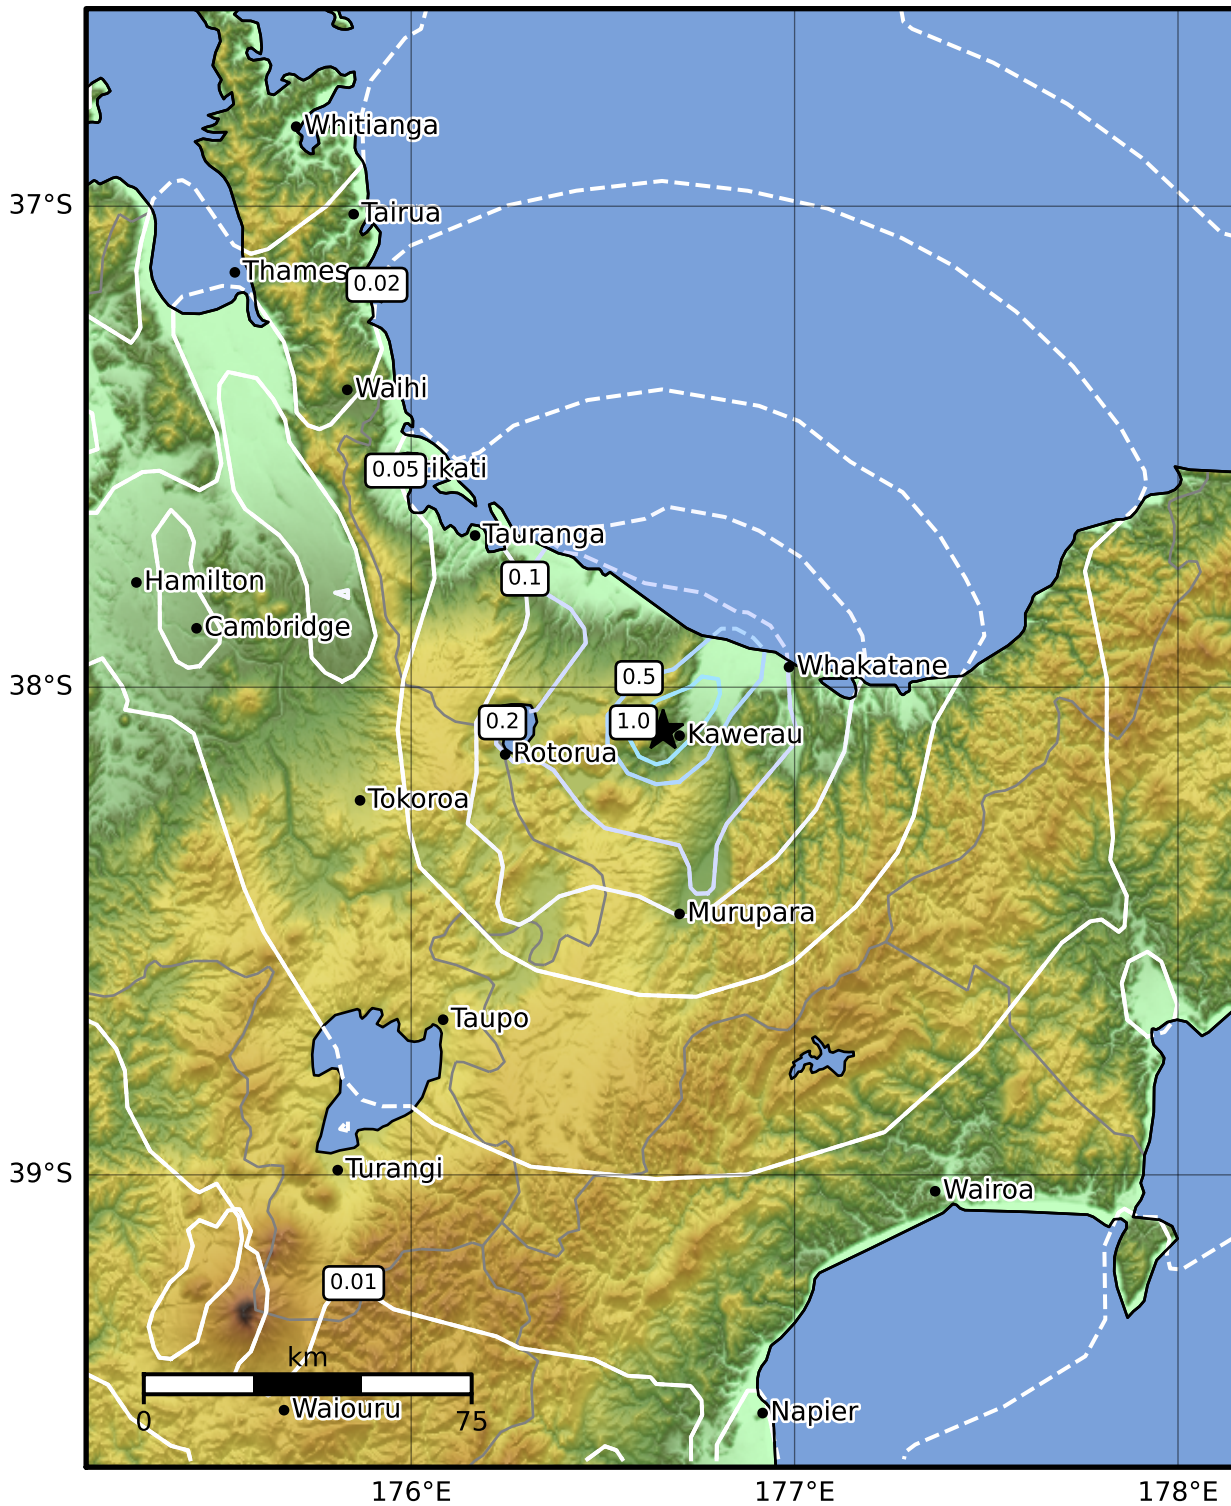 Whitianga
37°S
Tairua
Thames
0.02
Waihi
0.05
tikati
Tauranga
0.1
Hamilton
Cambridge
0.5
Whakatane
38°S
0.2
1.0
Kawerau
Rotorua
Tokoroa
Murupara
Taupo
39°S
Turangi
Wairoa
0.01
km
0
75
Waiouru
Napier
176°E
177°E
178°E